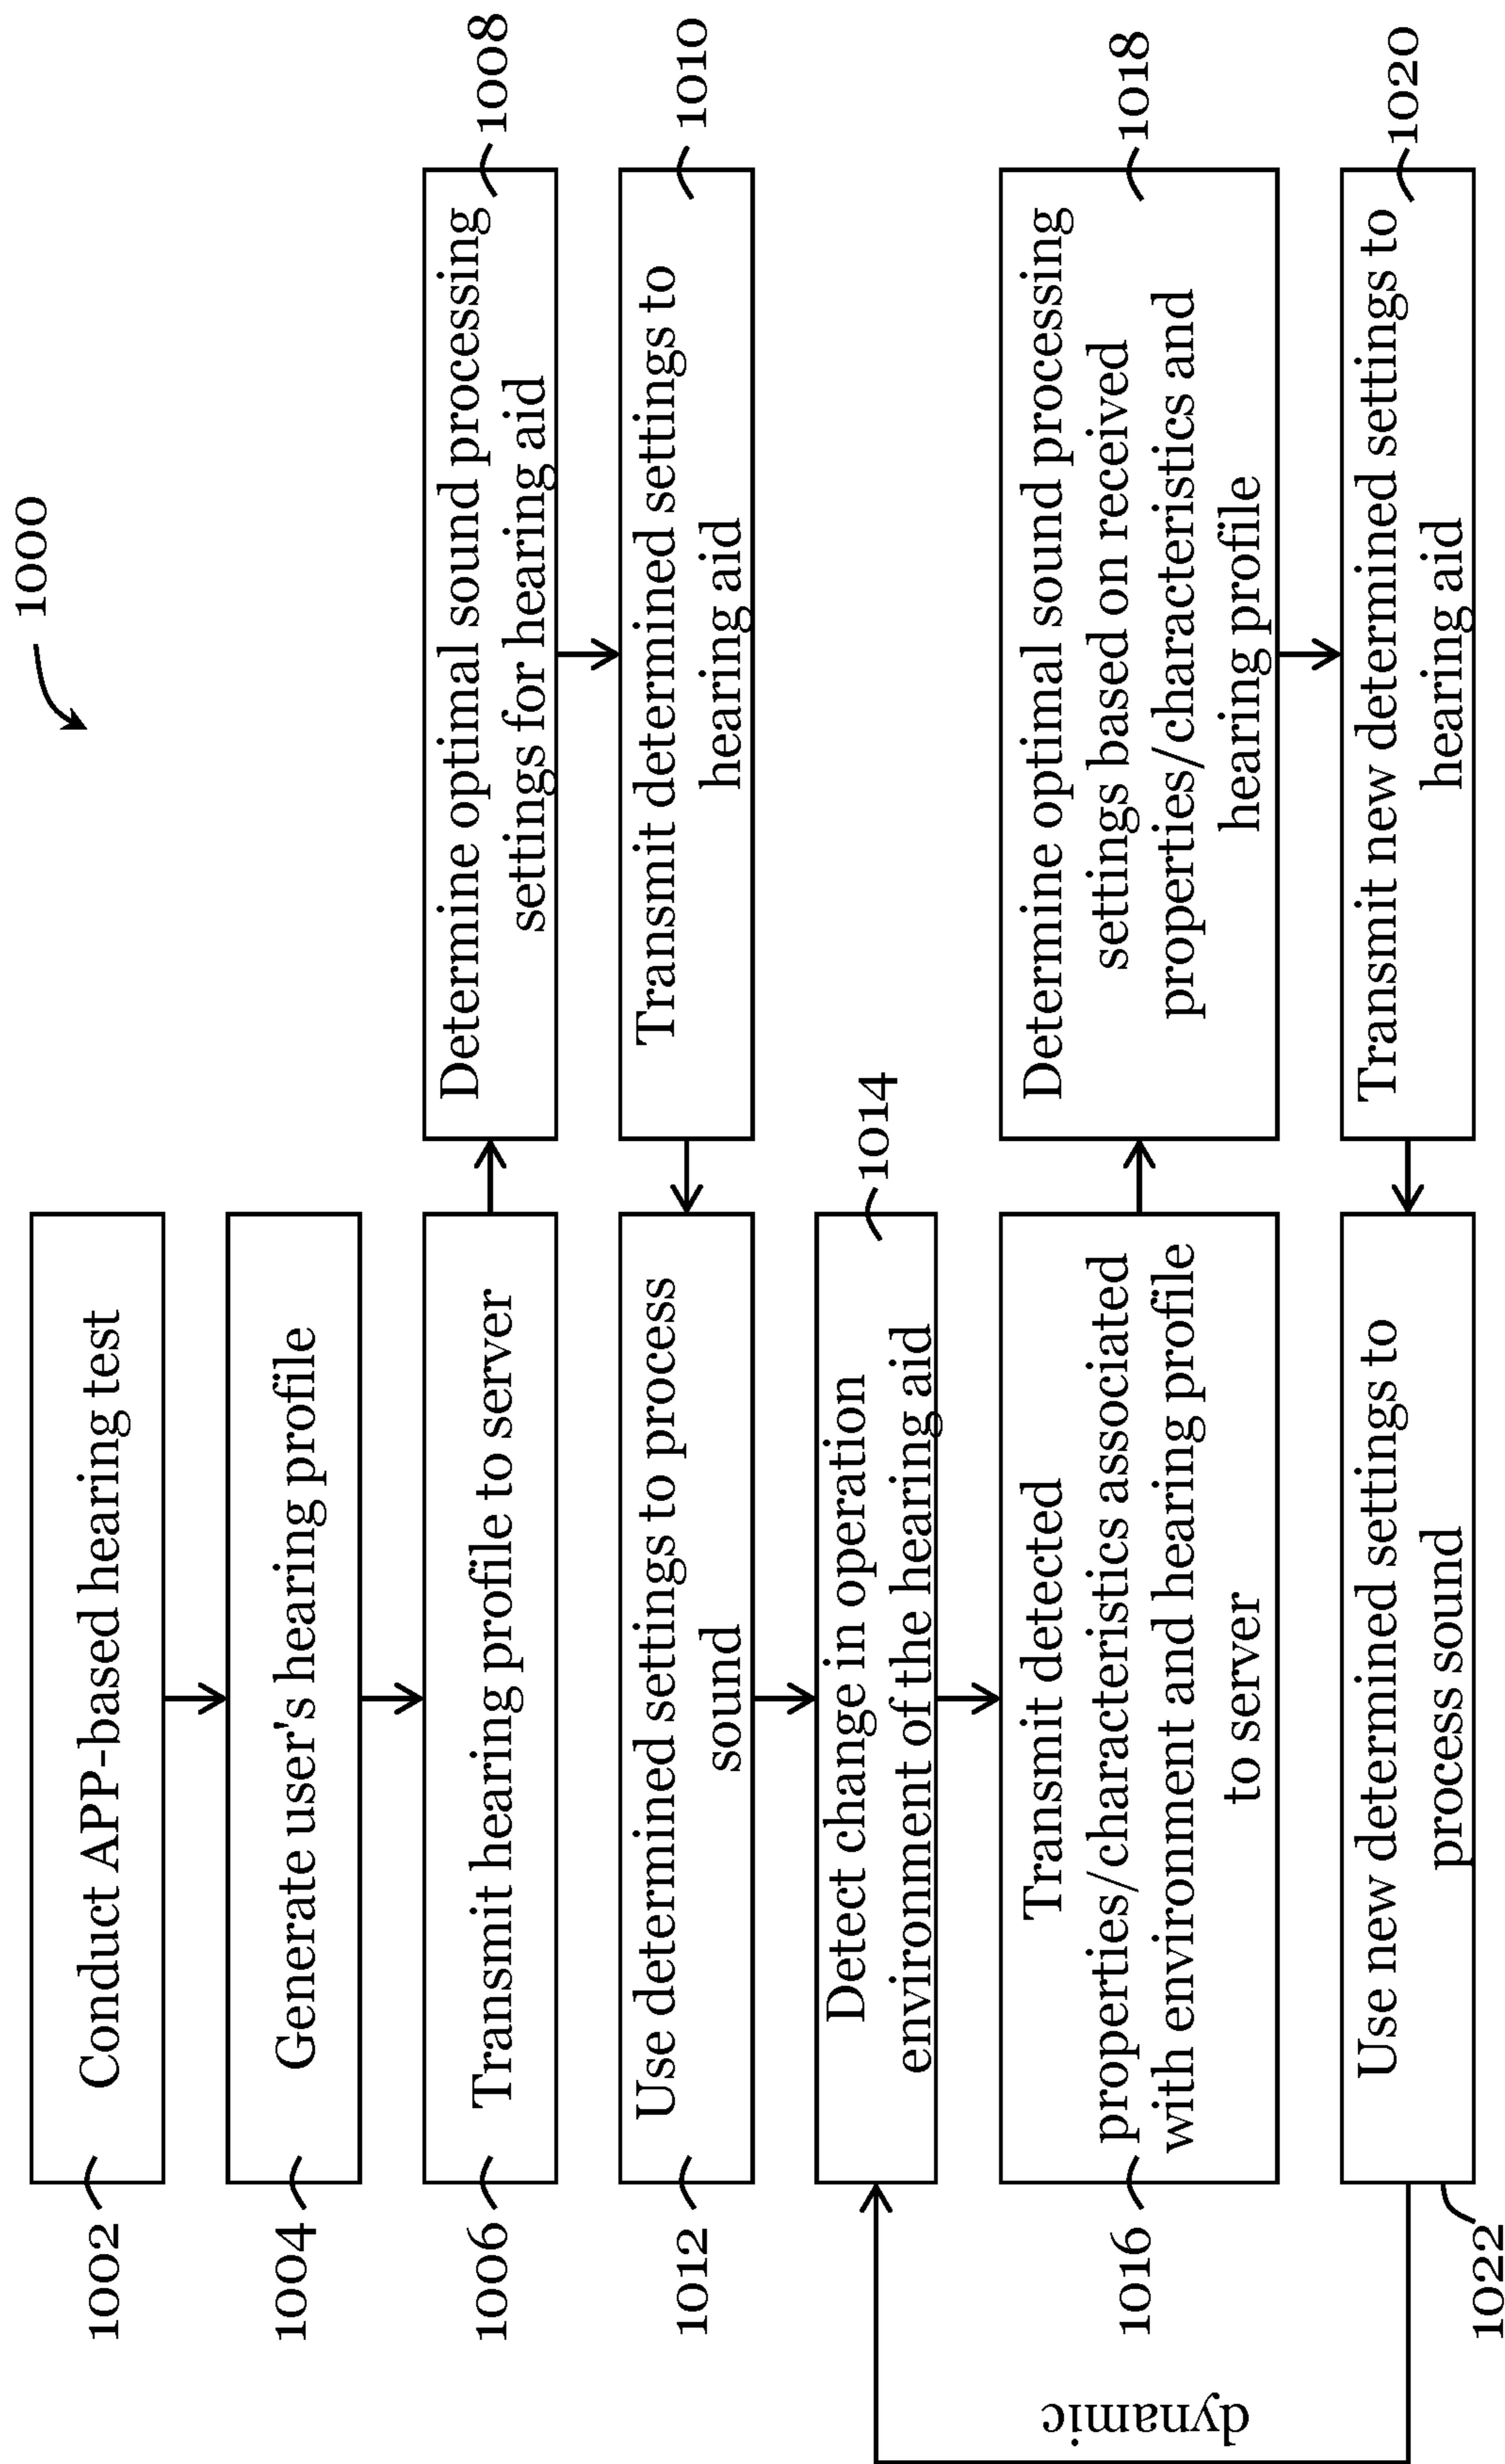 1000
1002
Conduct APP-based hearing test
1004
Generate user's hearing profile
1006
Transmit hearing profile to server
Determine optimal sound processing
settings for hearing aid
1008
1012
Use determined settings to process
sound
Transmit determined settings to
hearing aid
1010
Detect change in operation
environment of the hearing aid
1014
1016
Transmit detected
properties/characteristics associated
with environment and hearing profile
to server
Determine optimal sound processing
settings based on received
properties/characteristics and
hearing profile
1018
dynamic
Use new determined settings to
process sound
1022
Transmit new determined settings to
hearing aid
1020